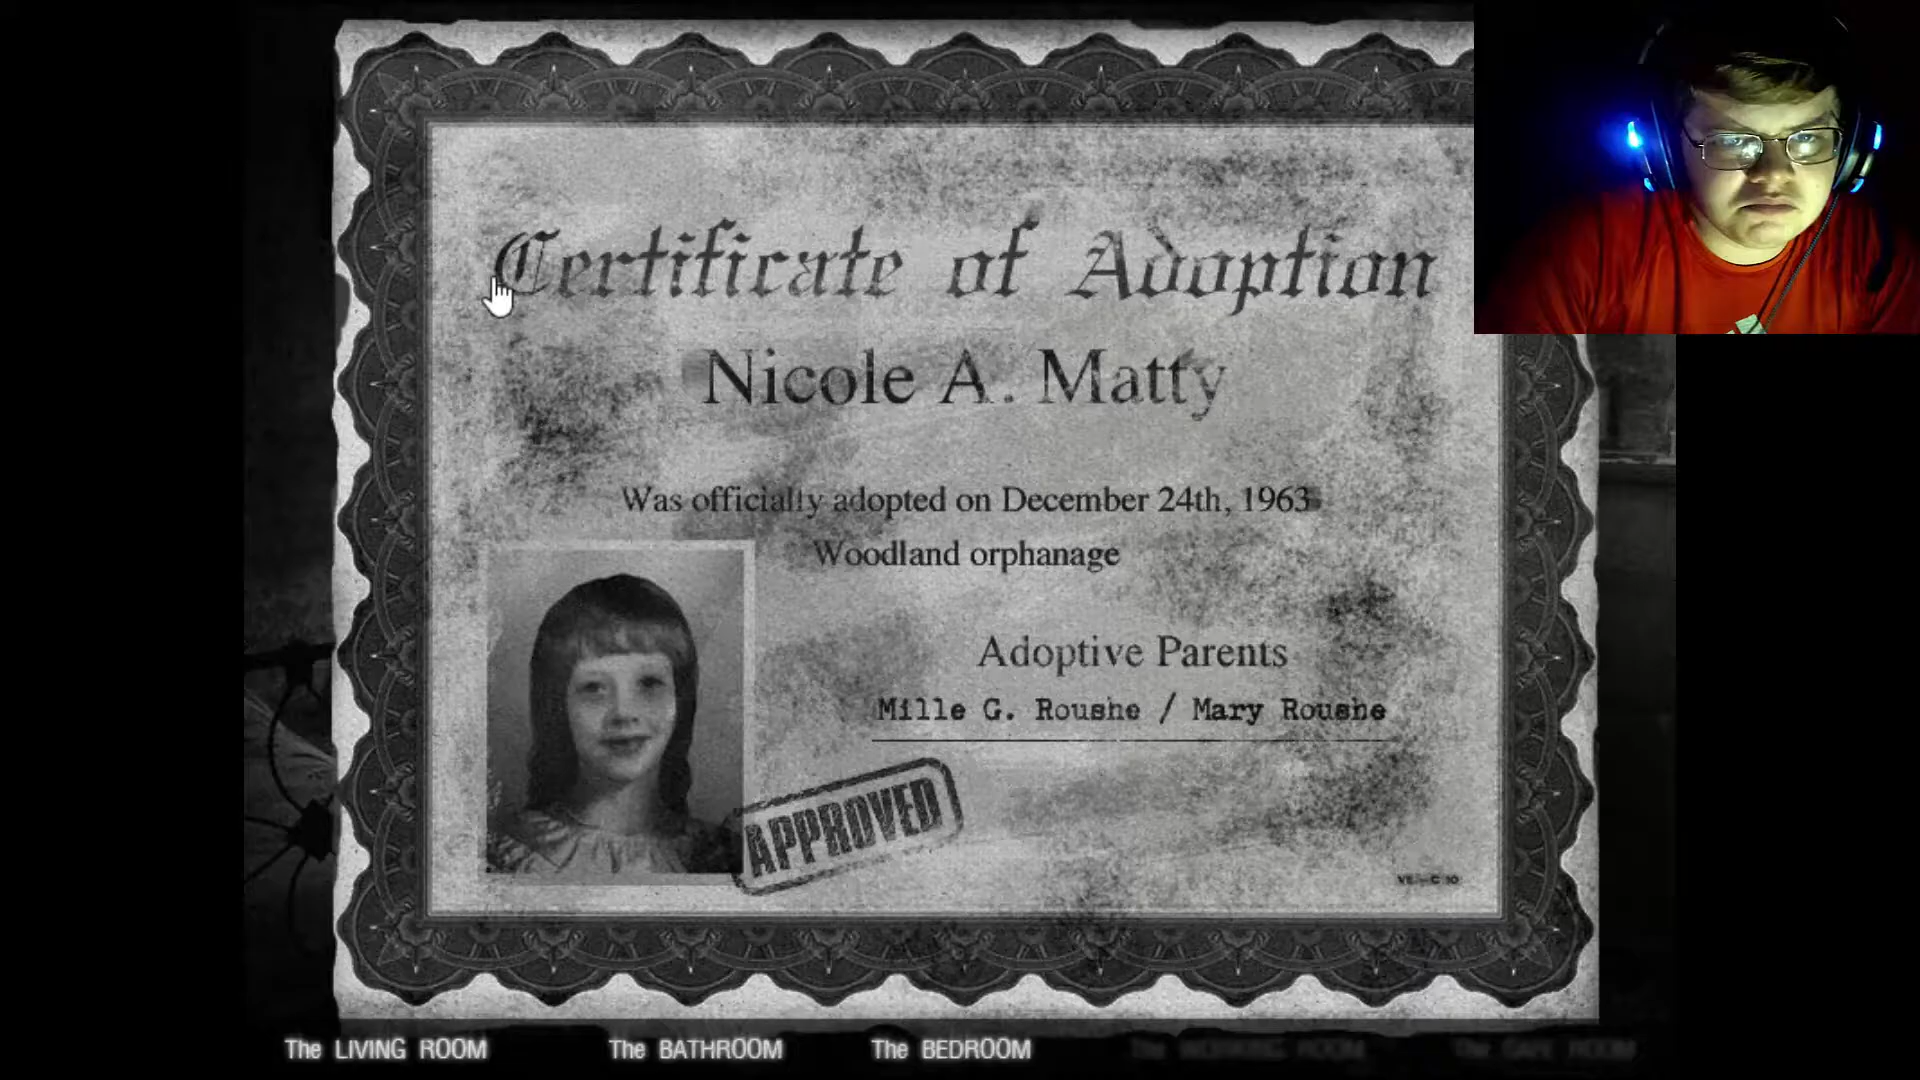 Certificate of Adoption
Nicole A. Matty
Was officially adopted on December 24th, 1963
Woodland orphanage
Adoptive Parents
Mille G. Roushe / Mary Roushe
APPROVED
The LIVING ROOM
The BATHROOM
The BEDROOM